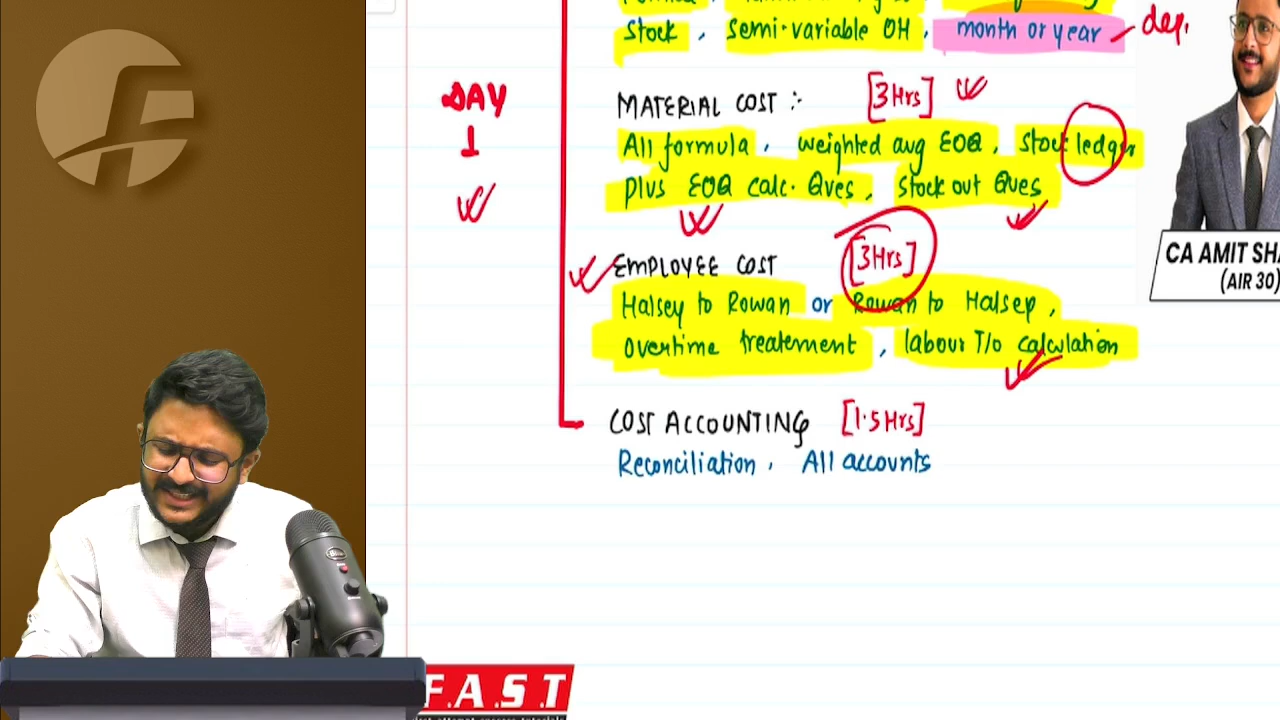 Stock, Semi-variable OH, month or year dep.
DAY
1
MATERIAL COST :- [3Hrs]
All formula, weighted avg EOQ, stock ledger
plus EOQ calc. Ques, stock out Ques
EMPLOYEE COST [3Hrs]
Halsey to Rowan or Rowan to Halsey,
overtime treatement, labour T/o calculation
COST ACCOUNTING [1.5Hrs]
Reconciliation, All accounts
CA AMIT SHA
(AIR 30)
F.A.S.T